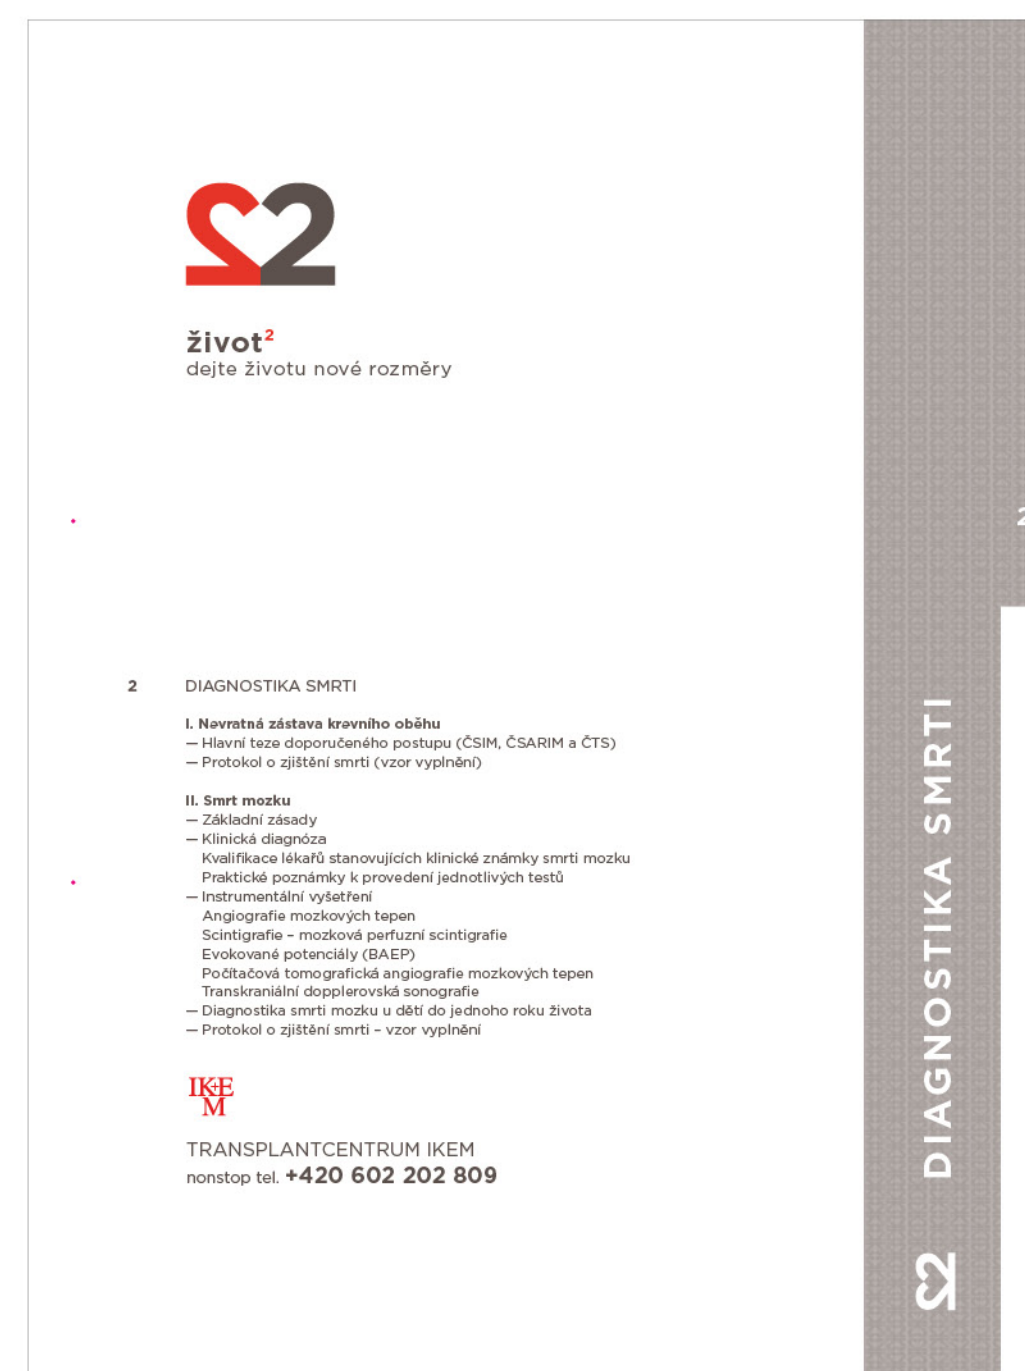 život²
dejte životu nové rozměry
2 DIAGNOSTIKA SMRTI
I. Nevratná zástava krevního oběhu
— Hlavní teze doporučeného postupu (ČSIM, ČSARIM a ČTS)
— Protokol o zjištění smrti (vzor vyplnění)
II. Smrt mozku
— Základní zásady
— Klinická diagnóza
Kvalifikace lékařů stanovujících klinické známky smrti mozku
Praktické poznámky k provedení jednotlivých testů
— Instrumentální vyšetření
Angiografie mozkových tepen
Scintigrafie – mozková perfuzní scintigrafie
Evokované potenciály (BAEP)
Počítačová tomografická angiografie mozkových tepen
Transkraniální dopplerovská sonografie
— Diagnostika smrti mozku u dětí do jednoho roku života
— Protokol o zjištění smrti – vzor vyplnění
IK+E
M
TRANSPLANTCENTRUM IKEM
nonstop tel. +420 602 202 809
DIAGNOSTIKA SMRTI
2